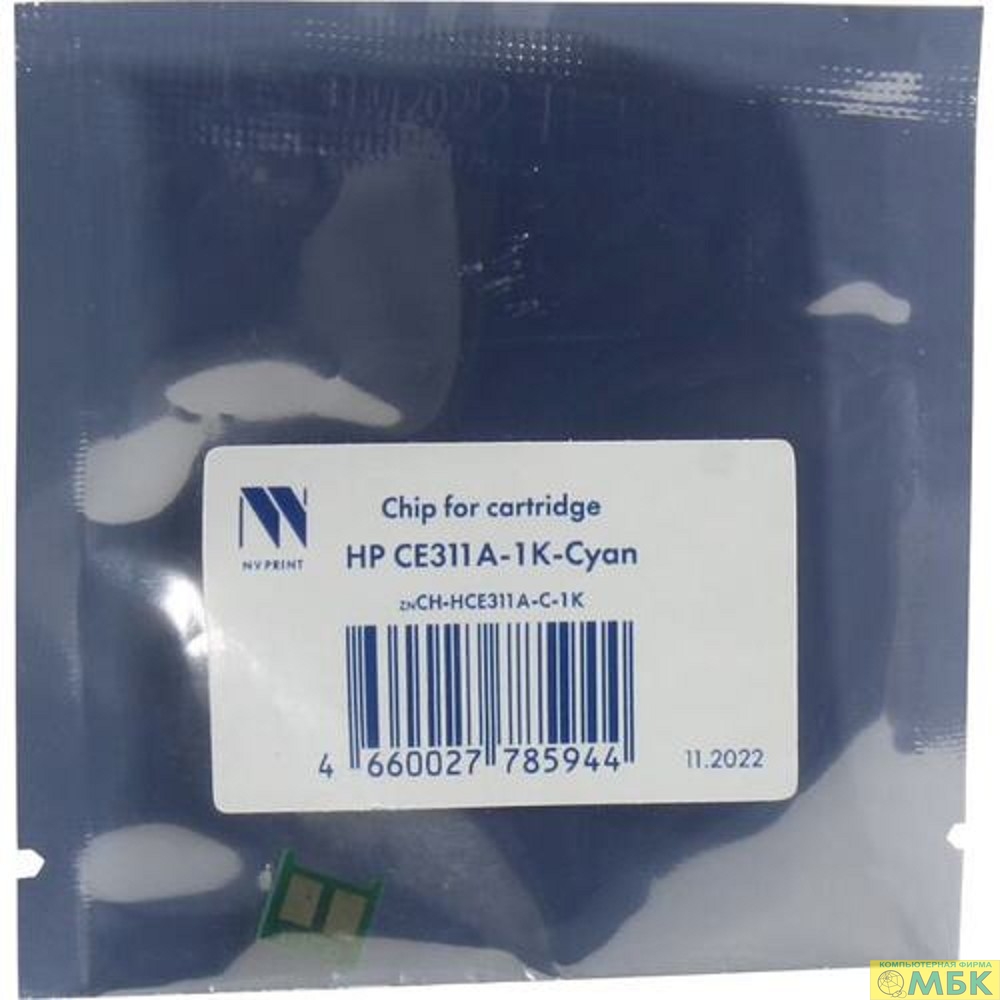 NV PRINT
Chip for cartridge
HP CE311A-1K-Cyan
ZNCH-HCE311A-C-1K
4 660027 785944
11.2022
КОМПЬЮТЕРНАЯ ФИРМА
МБК